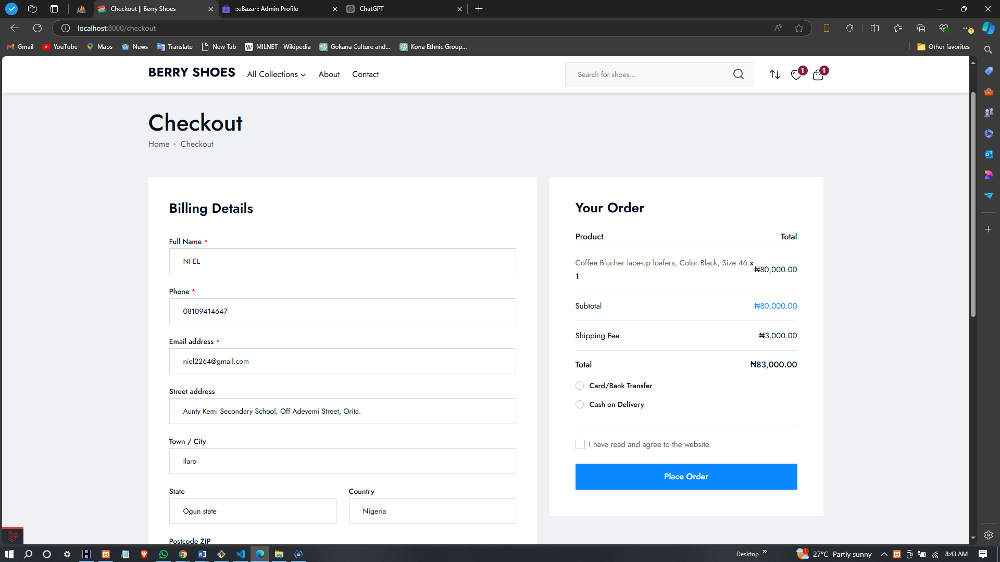 Checkout || Berry Shoes
::eBazar:: Admin Profile
ChatGPT
localhost:8000/checkout
Gmail
YouTube
Maps
News
Translate
New Tab
MILNET - Wikipedia
Gokana Culture and...
Kona Ethnic Group...
Other favorites
BERRY SHOES
All Collections
About
Contact
Search for shoes...
1
1
Checkout
Home • Checkout
Billing Details
Full Name *
NI EL
Phone *
08109414647
Email address *
niel2264@gmail.com
Street address
Aunty Kemi Secondary School, Off Adeyemi Street, Orita.
Town / City
Ilaro
State
Country
Ogun state
Nigeria
Postcode ZIP
Your Order
Product Total
Coffee Blucher lace-up loafers, Color Black, Size 46 x
1
₦80,000.00
Subtotal ₦80,000.00
Shipping Fee ₦3,000.00
Total ₦83,000.00
Card/Bank Transfer
Cash on Delivery
I have read and agree to the website.
Place Order
Desktop
1
27°C Partly sunny
8:43 AM